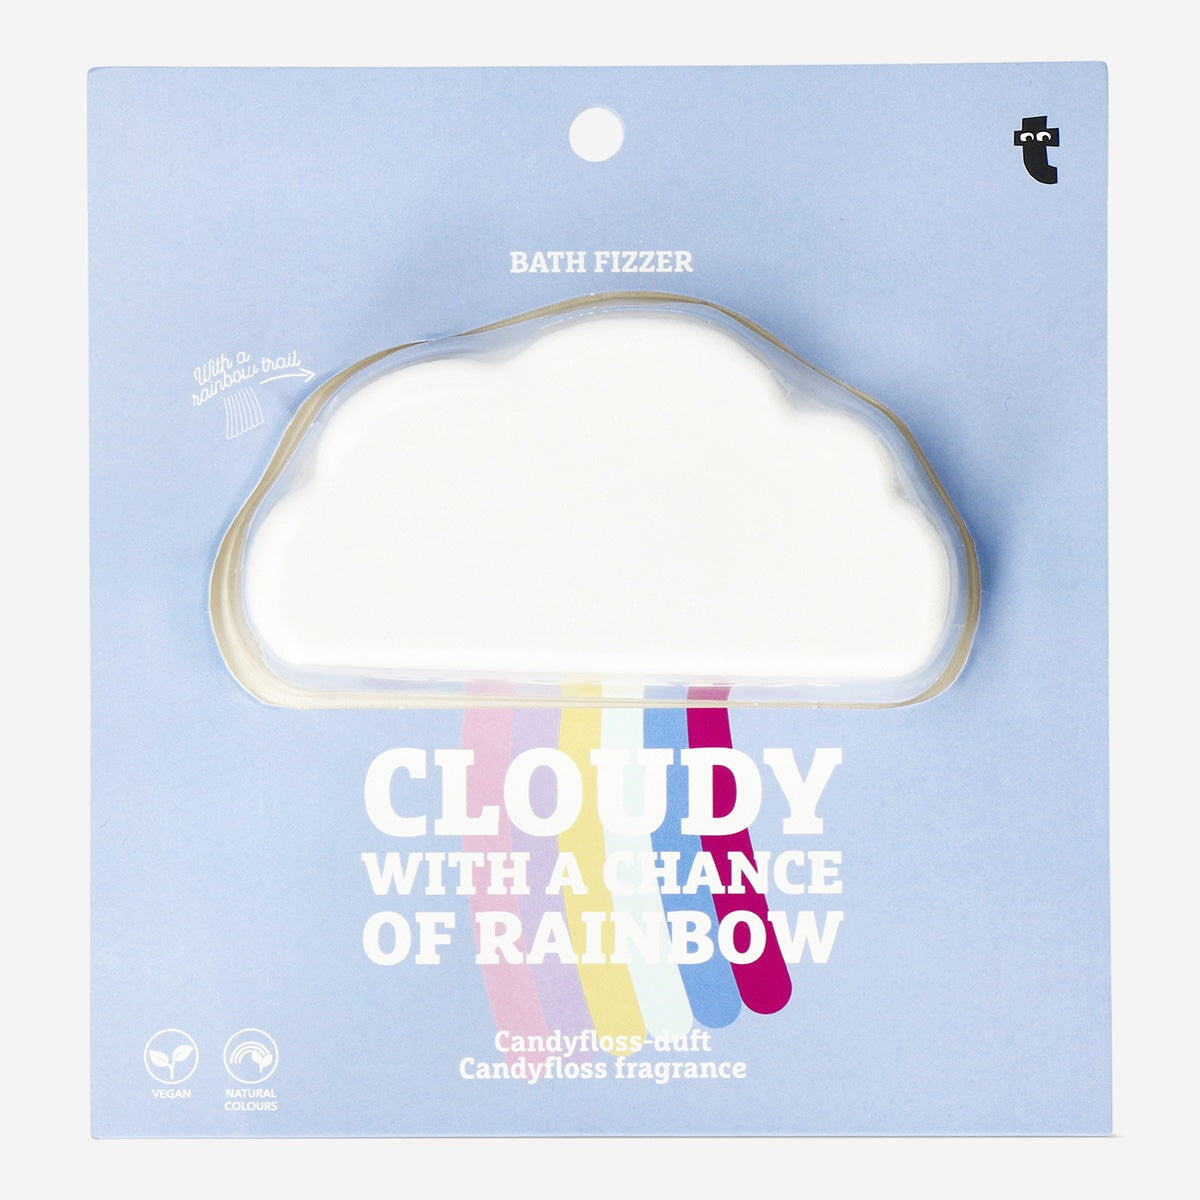 t
BATH FIZZER
With a
rainbow trail
CLOUDY
WITH A CHANCE
OF RAINBOW
Candyfloss-duft
Candyfloss fragrance
VEGAN
NATURAL
COLOURS